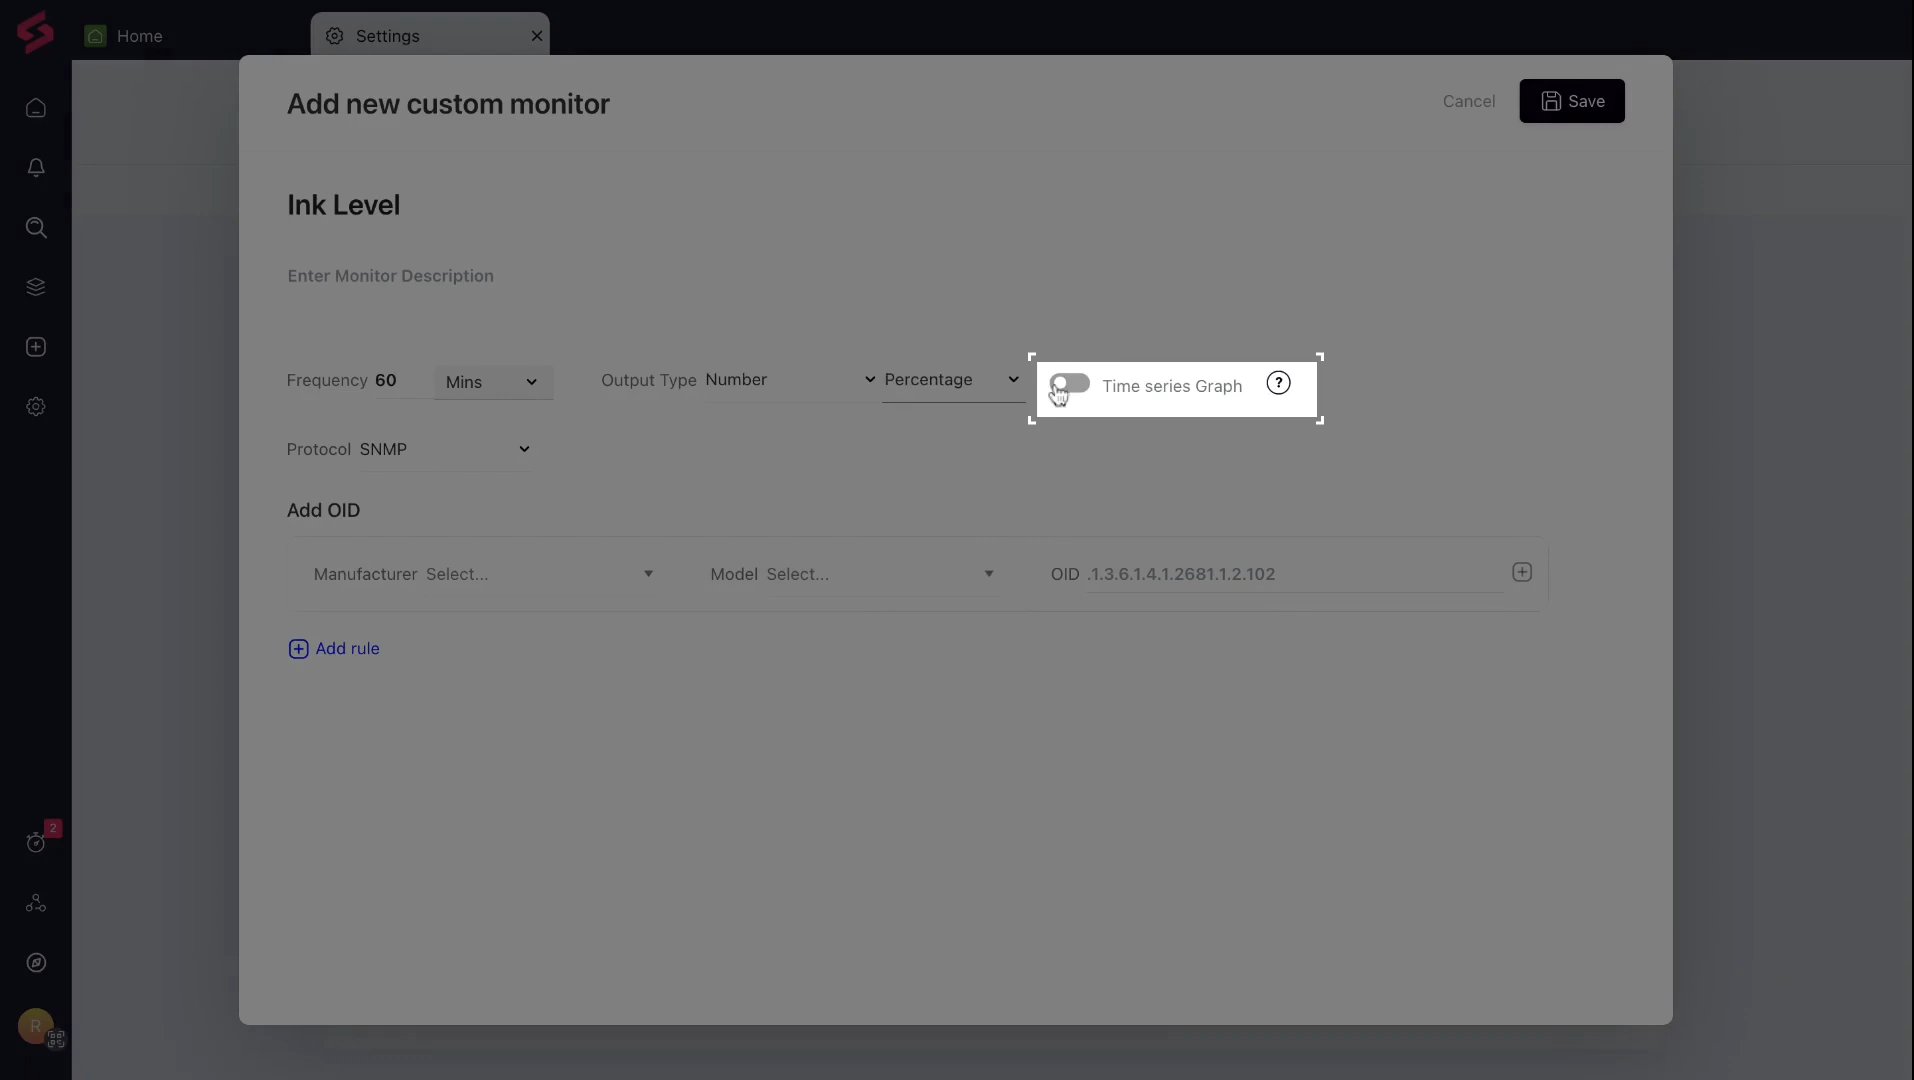 Home
Settings
Add new custom monitor
Cancel
Save
Ink Level
Enter Monitor Description
Frequency 60 Mins Output Type Number Percentage Time series Graph ?
Protocol SNMP
Add OID
Manufacturer Select... Model Select... OID .1.3.6.1.4.1.2681.1.2.102
Add rule
2
R